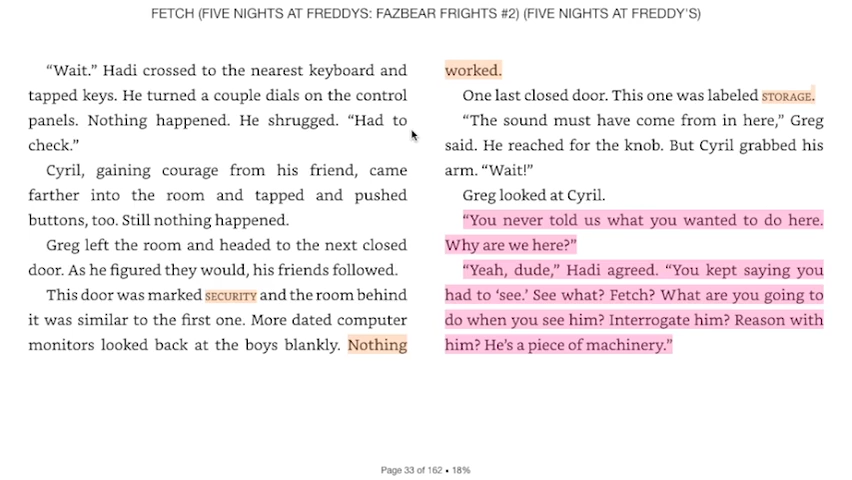 FETCH (FIVE NIGHTS AT FREDDYS: FAZBEAR FRIGHTS #2) (FIVE NIGHTS AT FREDDY'S)
“Wait.” Hadi crossed to the nearest keyboard and
tapped keys. He turned a couple dials on the control
panels. Nothing happened. He shrugged. “Had to
check.”
Cyril, gaining courage from his friend, came
farther into the room and tapped and pushed
buttons, too. Still nothing happened.
Greg left the room and headed to the next closed
door. As he figured they would, his friends followed.
This door was marked SECURITY and the room behind
it was similar to the first one. More dated computer
monitors looked back at the boys blankly. Nothing
worked.
One last closed door. This one was labeled STORAGE.
“The sound must have come from in here,” Greg
said. He reached for the knob. But Cyril grabbed his
arm. “Wait!”
Greg looked at Cyril.
“You never told us what you wanted to do here.
Why are we here?”
“Yeah, dude,” Hadi agreed. “You kept saying you
had to ‘see.’ See what? Fetch? What are you going to
do when you see him? Interrogate him? Reason with
him? He’s a piece of machinery.”
Page 33 of 162 • 18%